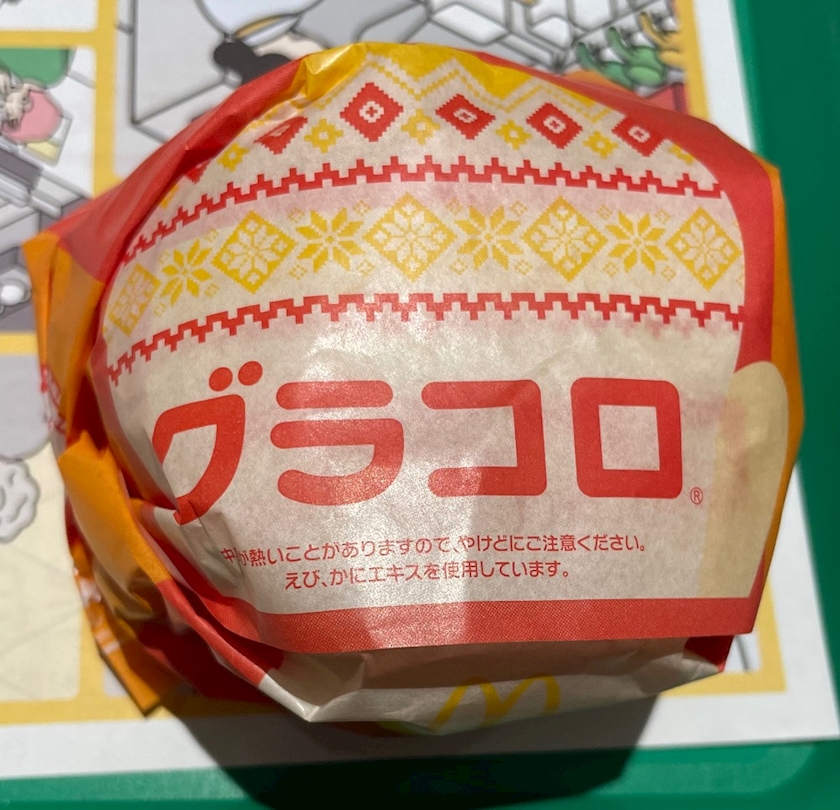 グラコロ®
中が熱いことがありますので、やけどにご注意ください。
えび、かにエキスを使用しています。